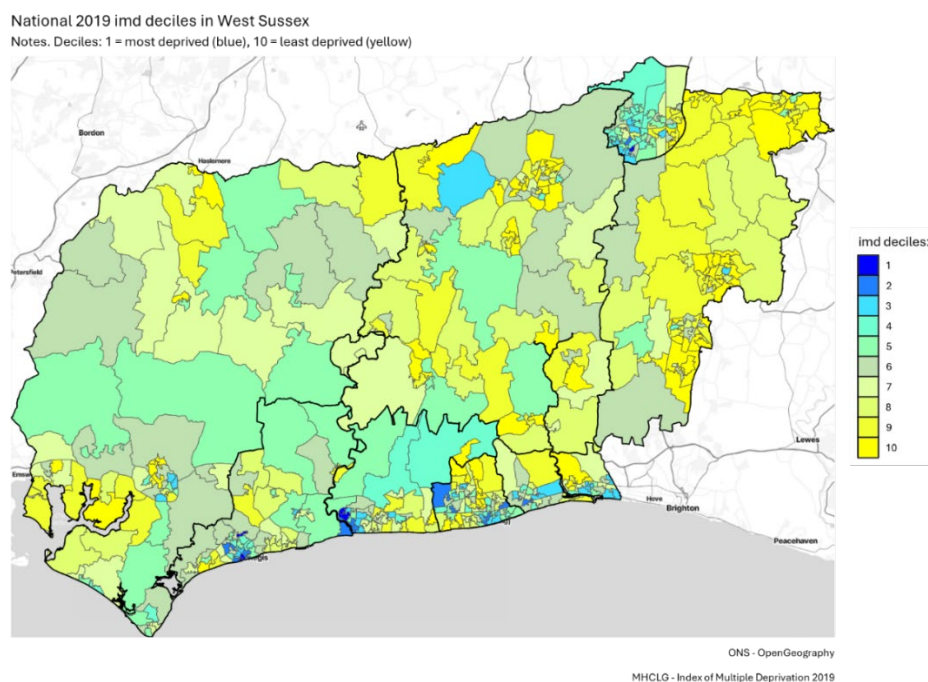 National 2019 imd deciles in West Sussex
Notes. Deciles: 1 = most deprived (blue), 10 = least deprived (yellow)
Bordon
Haslemere
imd deciles:
1
2
3
4
5
6
7
8
9
10
Lewes
Hove
Brighton
Peacehaven
ONS - OpenGeography
MHCLG - Index of Multiple Deprivation 2019